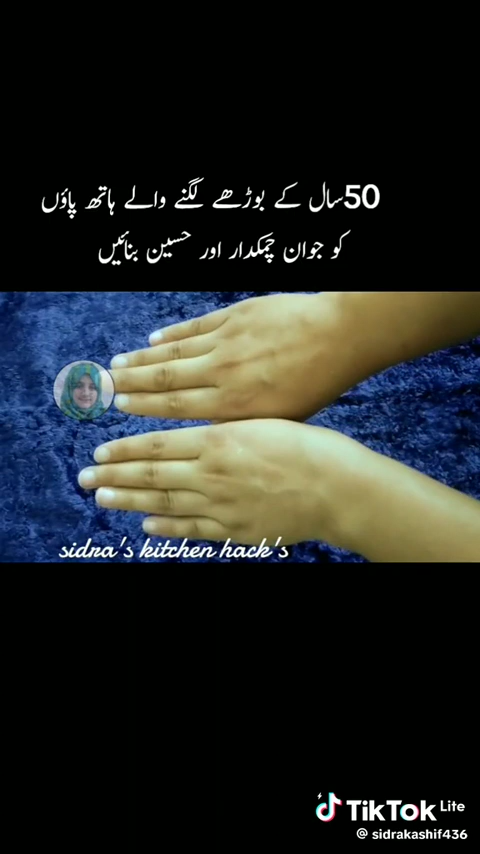 50سال کے بوڑھے لگنے والے ہاتھ پاؤں
کو جوان چمکدار اور حسین بنائیں
sidra's kitchen hack's
TikTok Lite
@ sidrakashif436